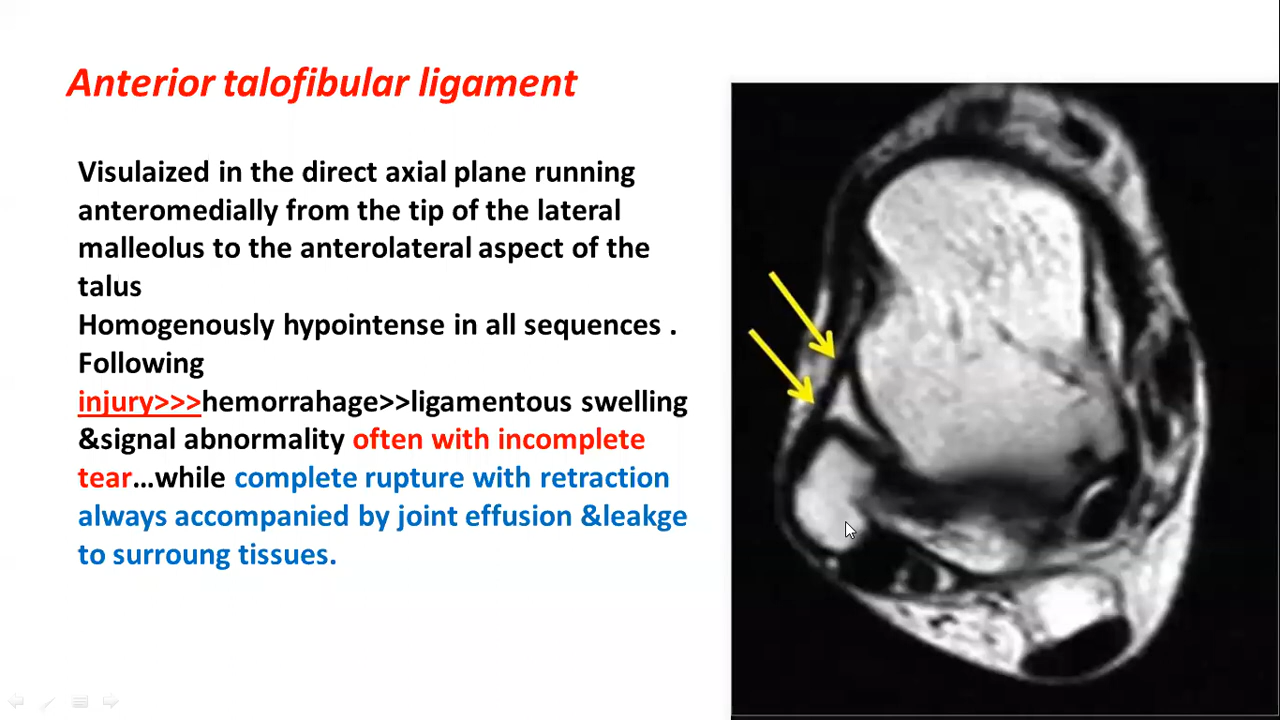 Anterior talofibular ligament
Visulaized in the direct axial plane running
anteromedially from the tip of the lateral
malleolus to the anterolateral aspect of the
talus
Homogenously hypointense in all sequences .
Following
injury>>>hemorrahage>>ligamentous swelling
&signal abnormality often with incomplete
tear…while complete rupture with retraction
always accompanied by joint effusion &leakge
to surroung tissues.